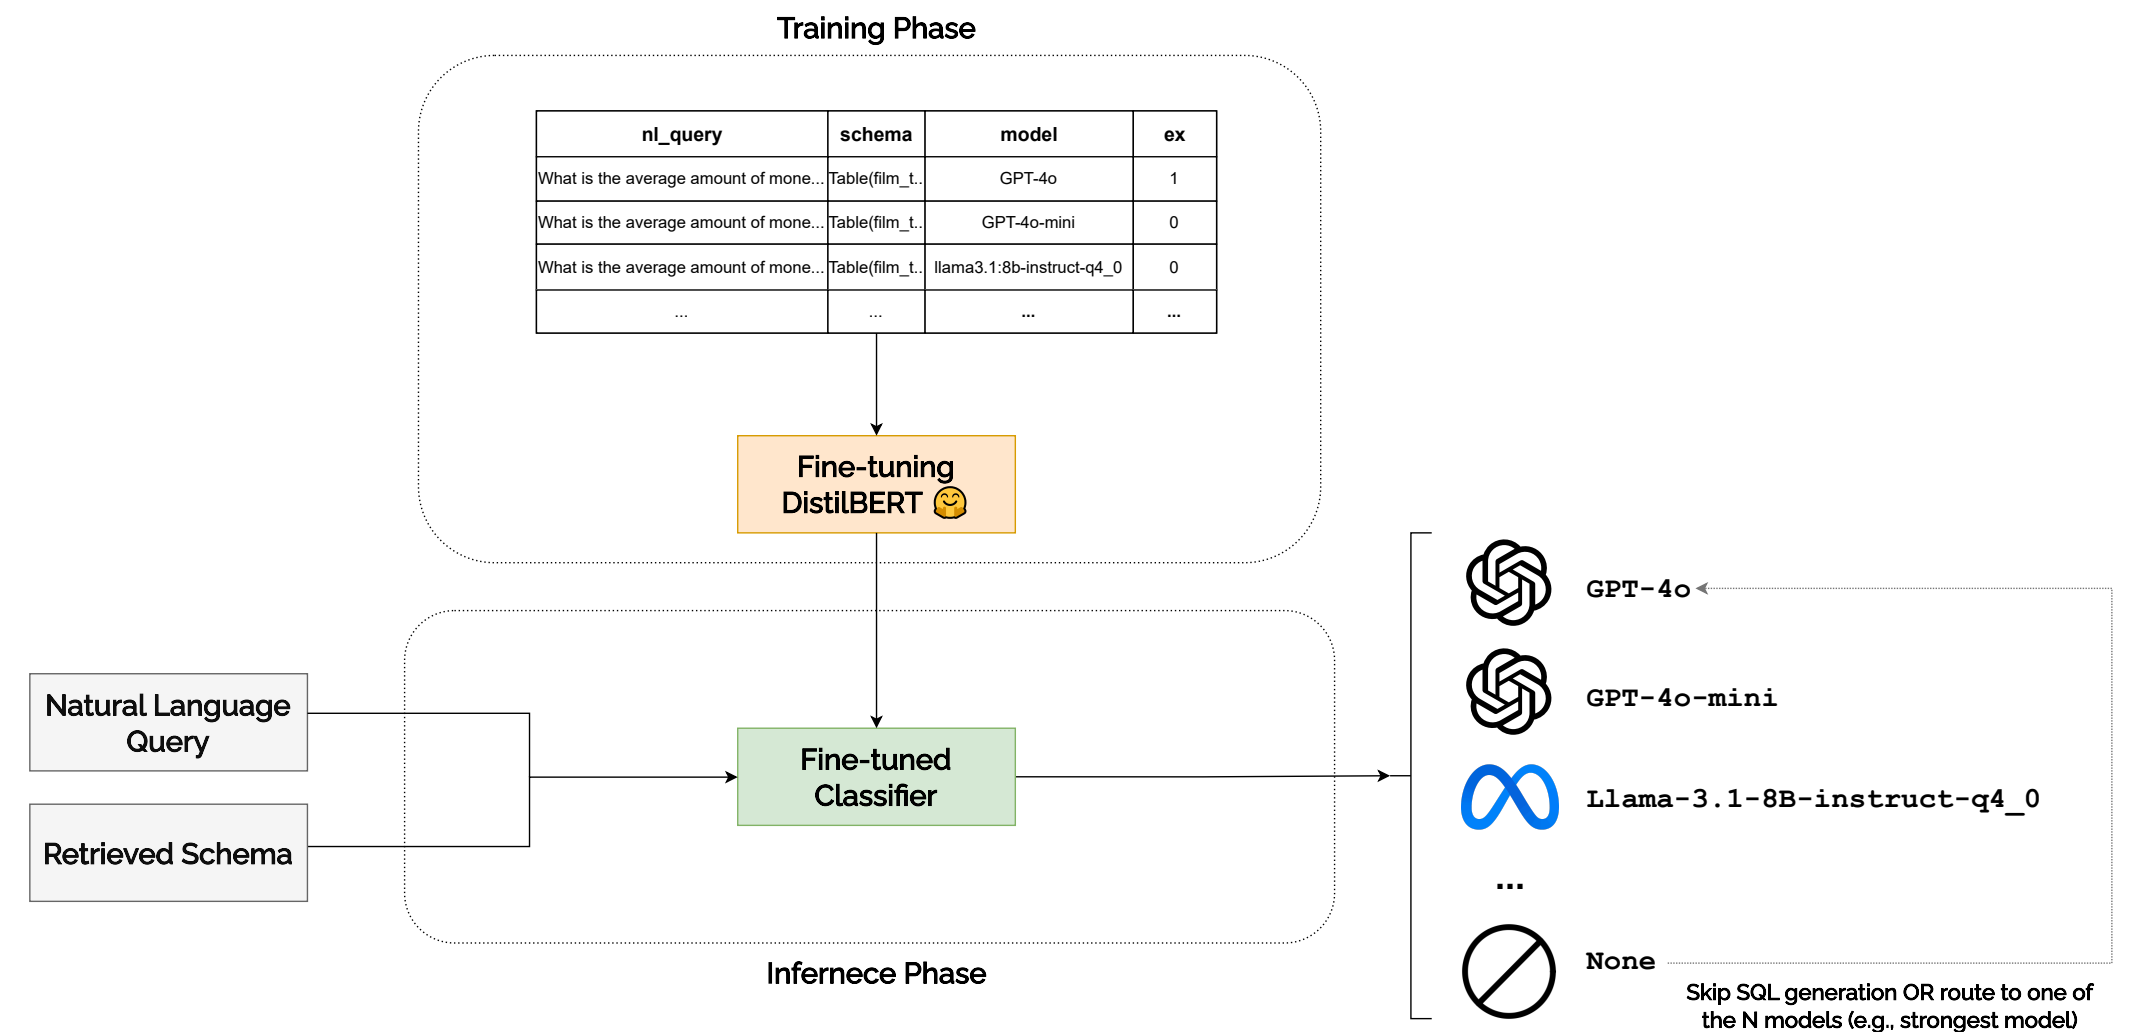 Training Phase
nl_query schema model ex
What is the average amount of mone... Table(film_t.. GPT-4o 1
What is the average amount of mone... Table(film_t.. GPT-4o-mini 0
What is the average amount of mone... Table(film_t.. llama3.1:8b-instruct-q4_0 0
... ... ... ...
Fine-tuning
DistilBERT 🤗
Natural Language
Query
Retrieved Schema
Fine-tuned
Classifier
Infernece Phase
GPT-4o
GPT-4o-mini
Llama-3.1-8B-instruct-q4_0
...
None
Skip SQL generation OR route to one of
the N models (e.g., strongest model)